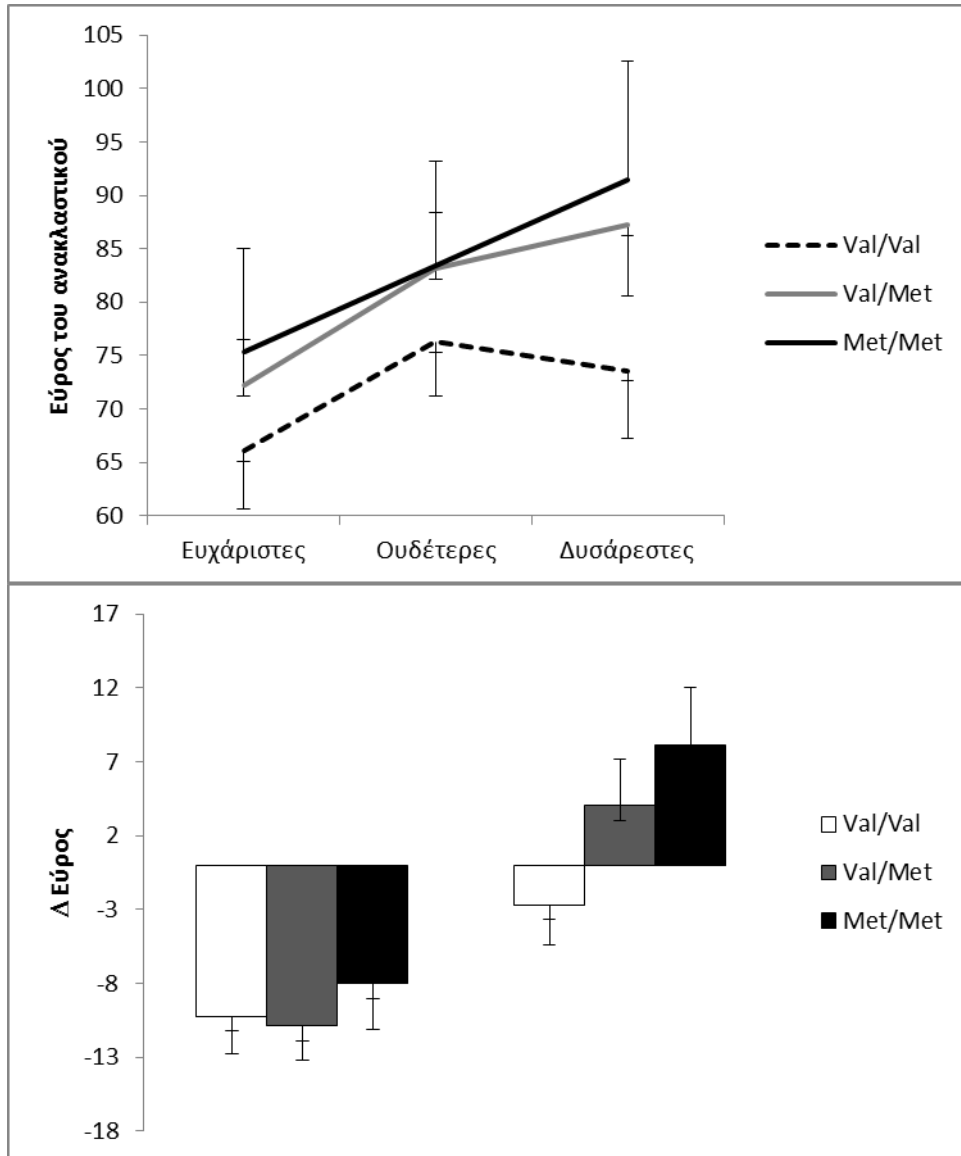 105
100
95
90
85
80
75
70
65
60
Εύρος του ανακλαστικού
Ευχάριστες Ουδέτερες Δυσάρεστες
Val/Val
Val/Met
Met/Met
17
12
7
2
-3
-8
-13
-18
Δ Εύρος
Val/Val
Val/Met
Met/Met